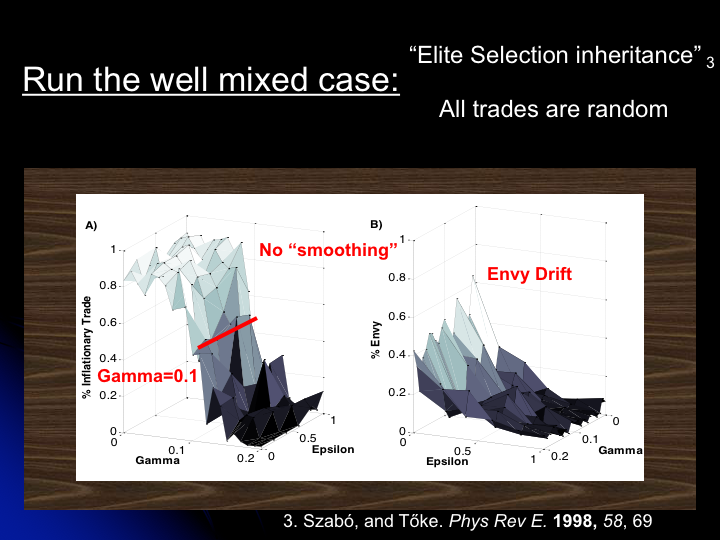 “Elite Selection inheritance” 3
Run the well mixed case:
All trades are random
A)
B)
No “smoothing”
Envy Drift
Gamma=0.1
% Inflationary Trade
1
0.8
0.6
0.4
0.2
0
0
0.1
0.2
Gamma
0
0.5
1
Epsilon
% Envy
1
0.8
0.6
0.4
0.2
0
0
0.5
1
Epsilon
0.2
0.1
0
Gamma
3. Szabó, and Tőke. Phys Rev E. 1998, 58, 69